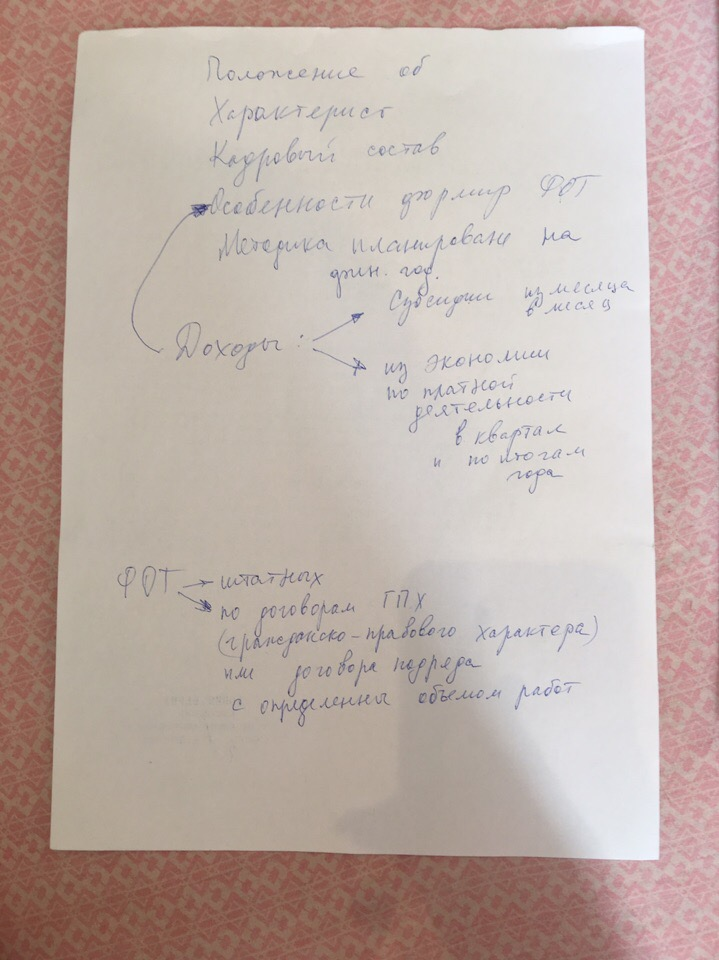 Положение об
Характерист
Кадровый состав
Особенности формир ФОТ
Методика планирован на
фин. год.
Субсидии из месяца
в месяц
Доходы:
из экономии
по платной
деятельности
в квартал
и по итогам
года
ФОТ → штатных
по договорам ГПХ
(гражданско-правового характера)
или договора подряда
с определенны объемом работ